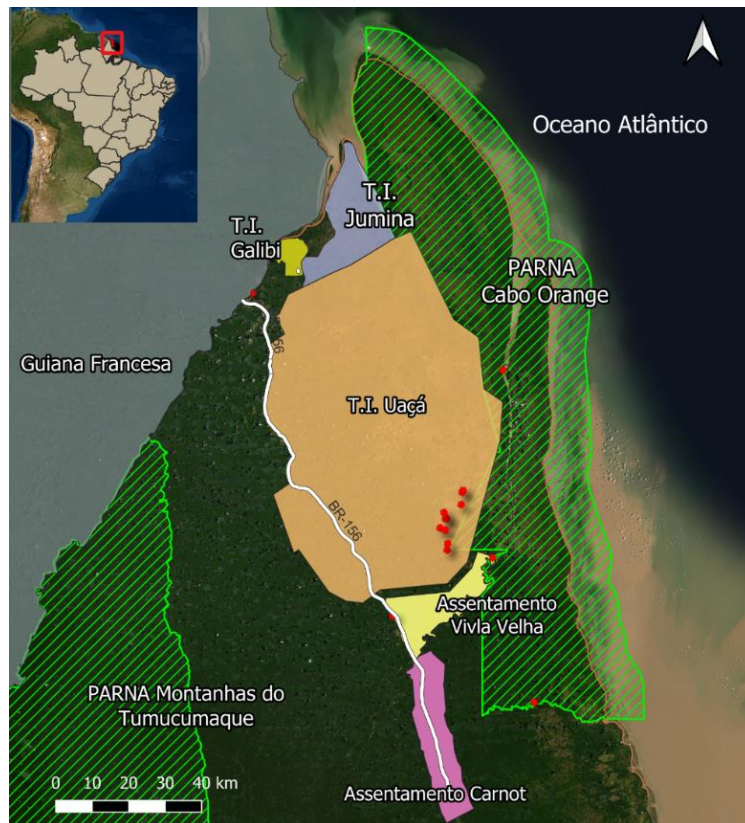 Oceano Atlântico
T.I.
Jumina
T.I.
Galibi
PARNA
Cabo Orange
56
Guiana Francesa
T.I. Uaçá
BR-156
Assentamento
Vivla Velha
PARNA Montanhas do
Tumucumaque
0 10 20 30 40 km
Assentamento Carnot